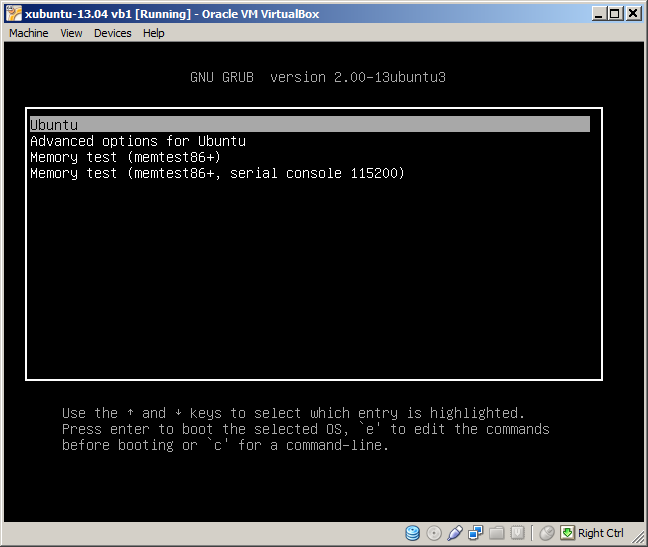 xubuntu-13.04 vb1 [Running] - Oracle VM VirtualBox
Machine View Devices Help
GNU GRUB  version 2.00-13ubuntu3
Ubuntu
Advanced options for Ubuntu
Memory test (memtest86+)
Memory test (memtest86+, serial console 115200)
Use the ↑ and ↓ keys to select which entry is highlighted.
Press enter to boot the selected OS, `e' to edit the commands
before booting or `c' for a command-line.
Right Ctrl